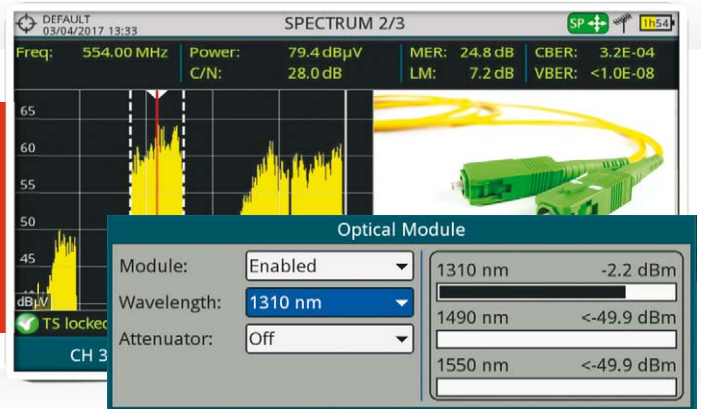 DEFAULT
03/04/2017 13:33
SPECTRUM 2/3
SP
1h54
Freq: 554.00 MHz Power: 79.4 dBµV MER: 24.8 dB CBER: 3.2E-04
C/N: 28.0 dB LM: 7.2 dB VBER: <1.0E-08
65
60
55
50
45
dBµV
TS locked
CH 3
Optical Module
Module: Enabled
Wavelength: 1310 nm
Attenuator: Off
1310 nm -2.2 dBm
1490 nm <-49.9 dBm
1550 nm <-49.9 dBm